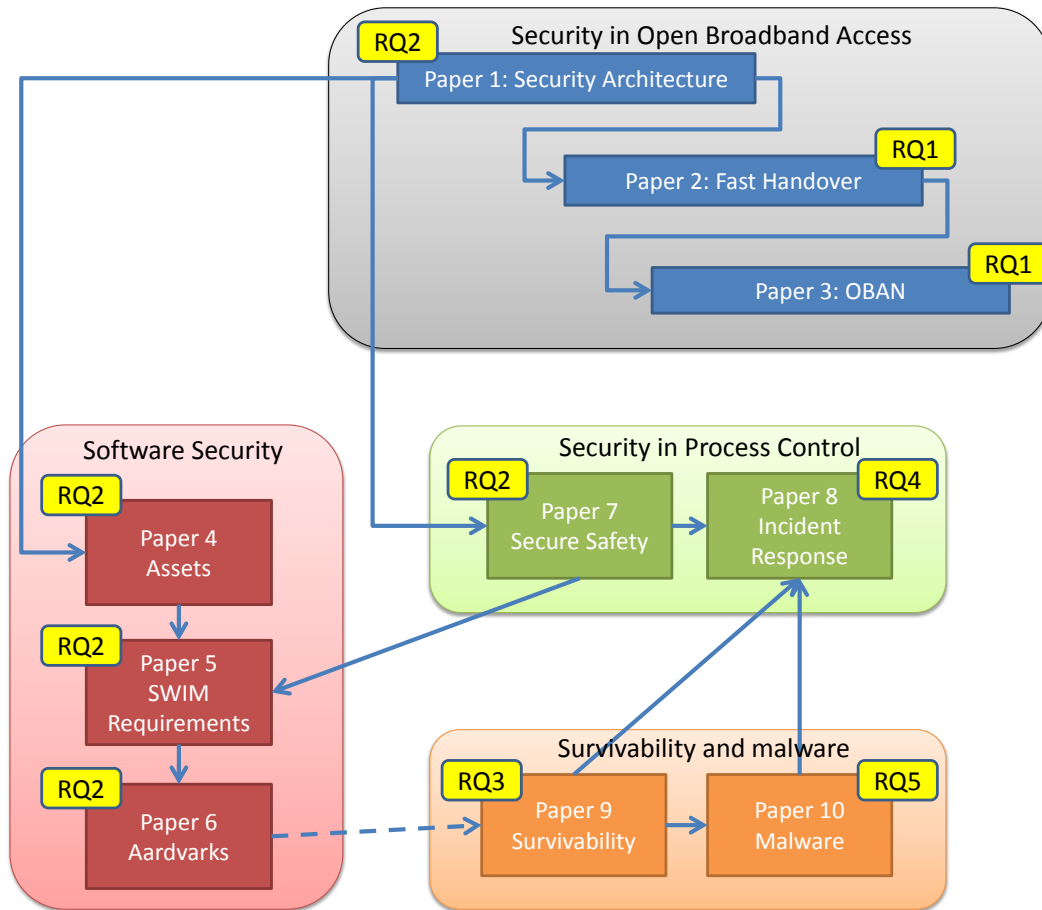 Security in Open Broadband Access
RQ2
Paper 1: Security Architecture
RQ1
Paper 2: Fast Handover
RQ1
Paper 3: OBAN
Software Security
RQ2
Paper 4
Assets
RQ2
Paper 5
SWIM
Requirements
RQ2
Paper 6
Aardvarks
Security in Process Control
RQ2
Paper 7
Secure Safety
RQ4
Paper 8
Incident
Response
Survivability and malware
RQ3
Paper 9
Survivability
RQ5
Paper 10
Malware